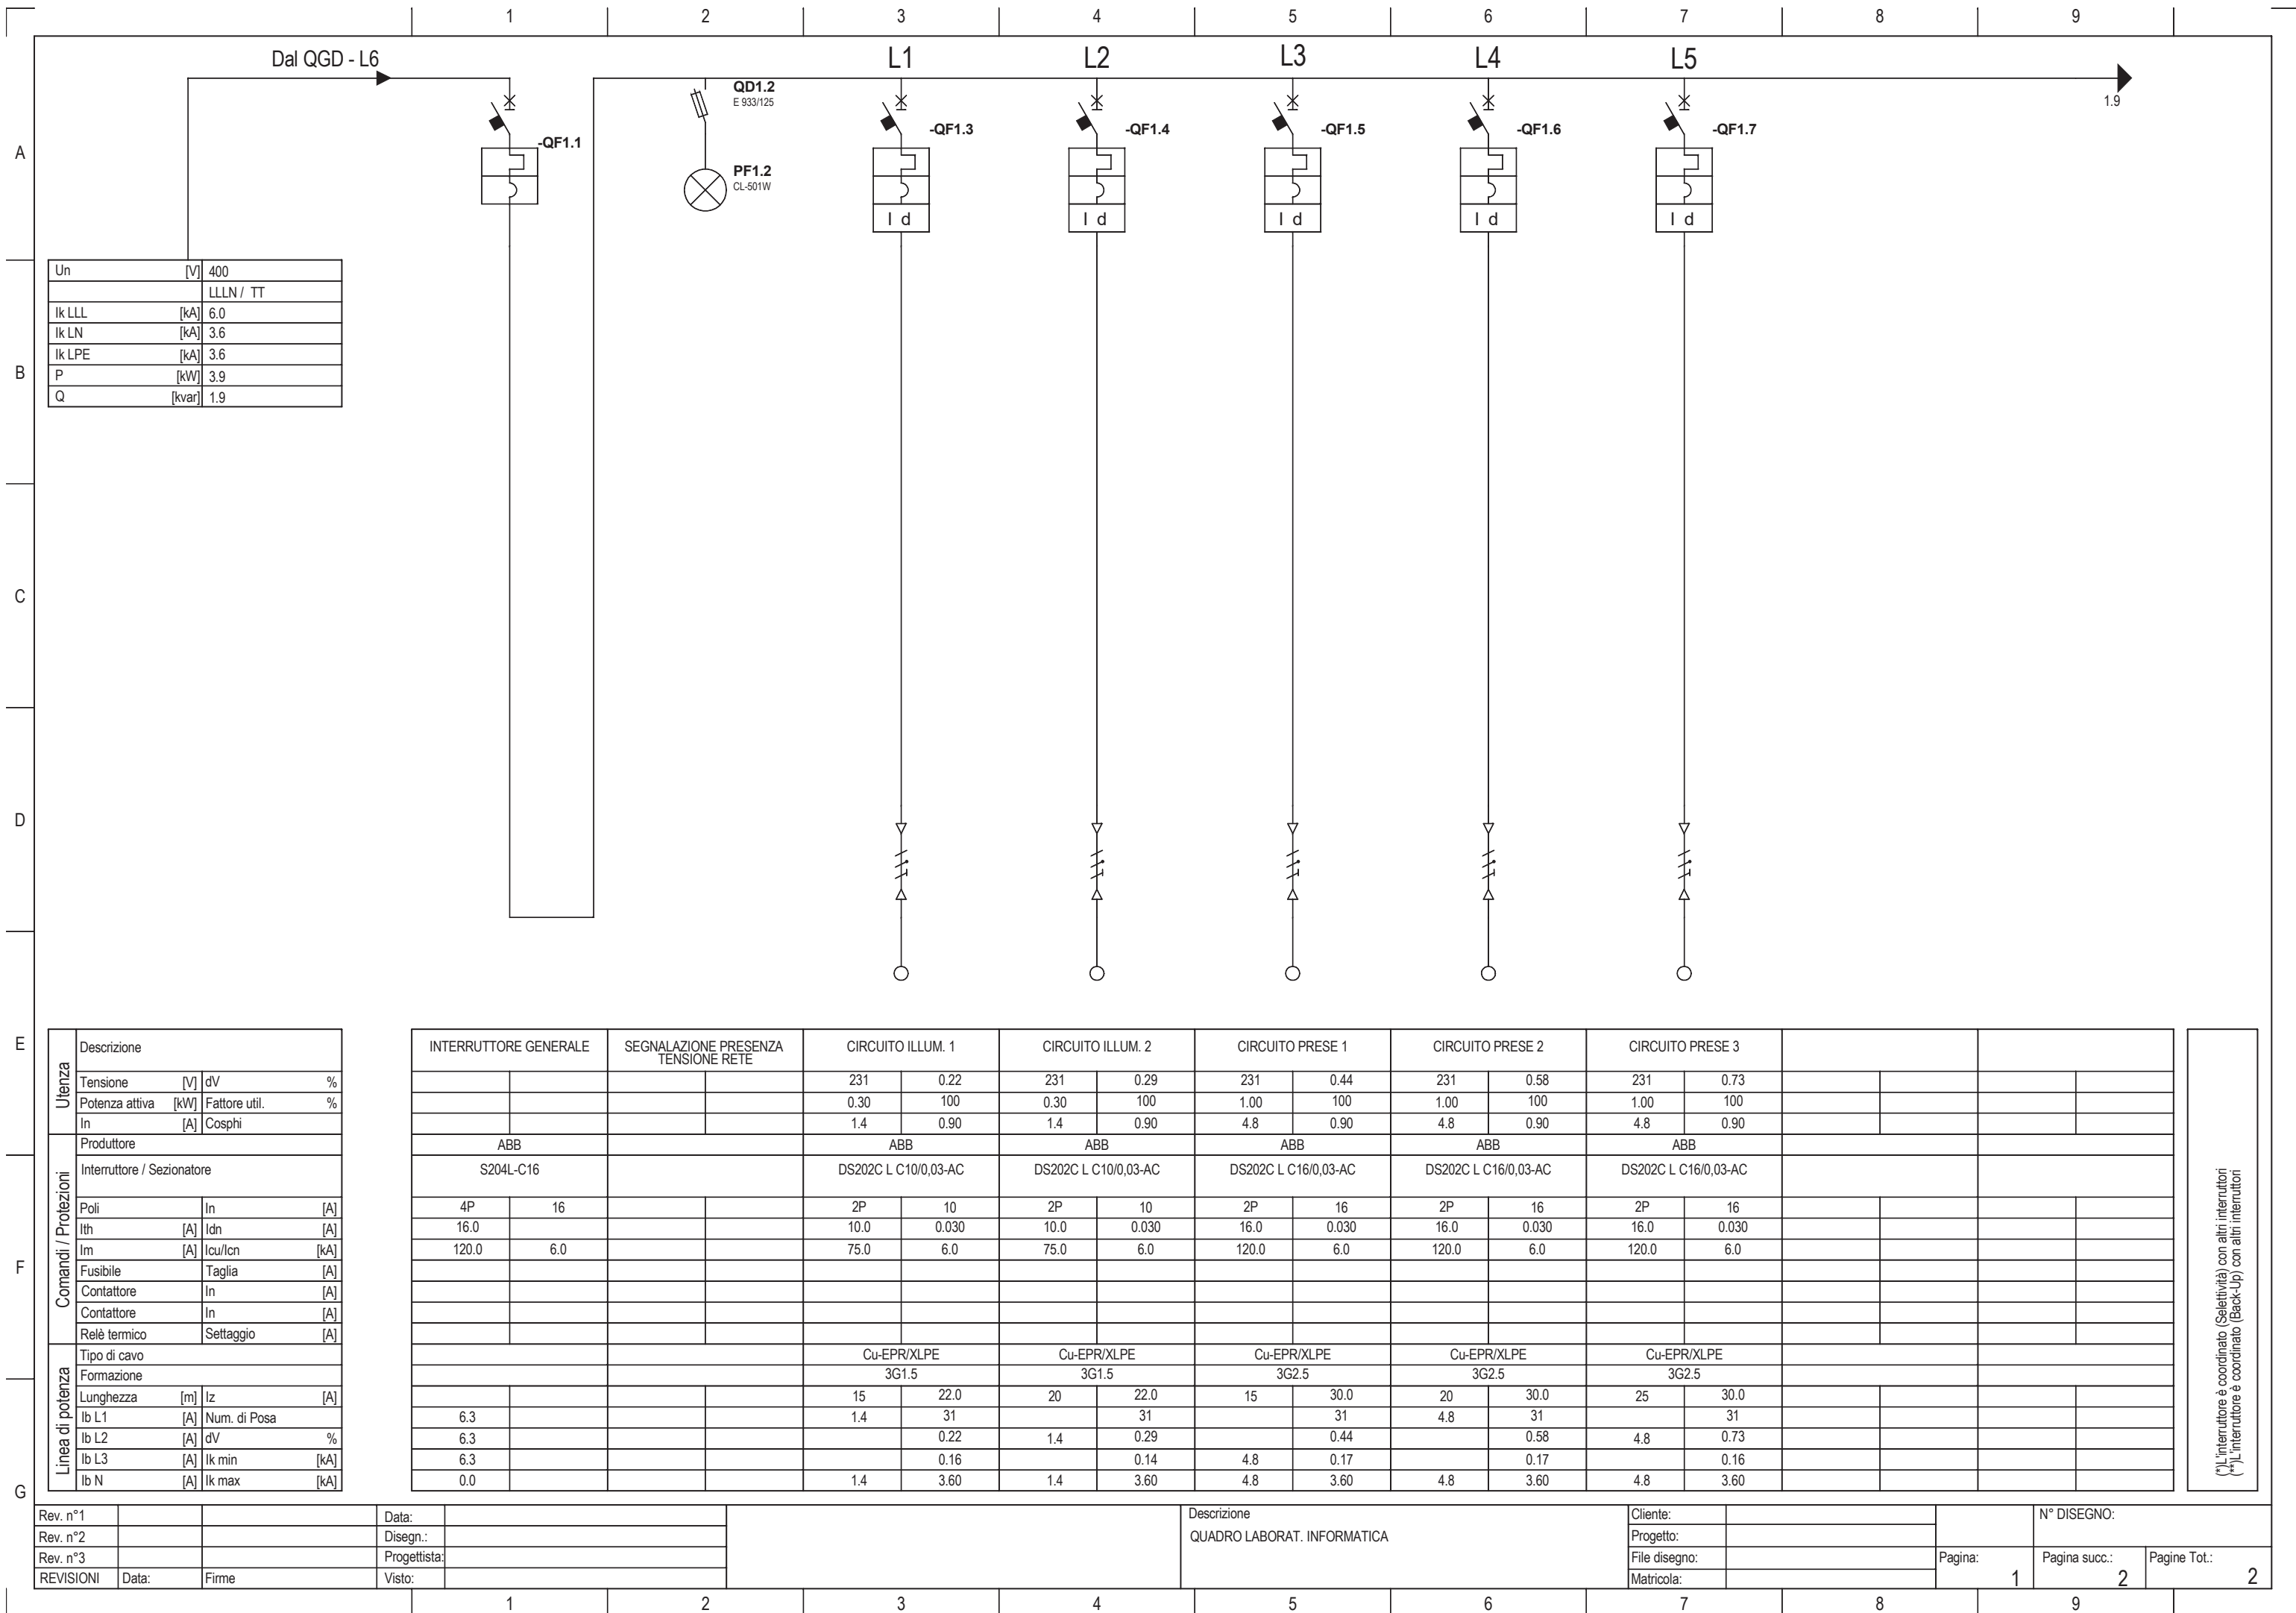 1 2 3 4 5 6 7 8 9
Dal QGD - L6
L1 L2 L3 L4 L5
QD1.2
E 933/125
1.9
-QF1.1
-QF1.3 -QF1.4 -QF1.5 -QF1.6 -QF1.7
PF1.2
CL-501W
I d I d I d I d I d
A
B
C
D
E
F
G
Un [V] 400
LLLN / TT
Ik LLL [kA] 6.0
Ik LN [kA] 3.6
Ik LPE [kA] 3.6
P [kW] 3.9
Q [kvar] 1.9
Utenza
Descrizione INTERRUTTORE GENERALE SEGNALAZIONE PRESENZA TENSIONE RETE CIRCUITO ILLUM. 1 CIRCUITO ILLUM. 2 CIRCUITO PRESE 1 CIRCUITO PRESE 2 CIRCUITO PRESE 3
Tensione [V] dV % 231 0.22 231 0.29 231 0.44 231 0.58 231 0.73
Potenza attiva [kW] Fattore util. % 0.30 100 0.30 100 1.00 100 1.00 100 1.00 100
In [A] Cosphi 1.4 0.90 1.4 0.90 4.8 0.90 4.8 0.90 4.8 0.90
Comandi / Protezioni
Produttore ABB ABB ABB ABB ABB ABB
Interruttore / Sezionatore S204L-C16 DS202C L C10/0,03-AC DS202C L C10/0,03-AC DS202C L C16/0,03-AC DS202C L C16/0,03-AC DS202C L C16/0,03-AC
Poli In [A] 4P 16 2P 10 2P 10 2P 16 2P 16 2P 16
Ith [A] Idn [A] 16.0 10.0 0.030 10.0 0.030 16.0 0.030 16.0 0.030 16.0 0.030
Im [A] Icu/Icn [kA] 120.0 6.0 75.0 6.0 75.0 6.0 120.0 6.0 120.0 6.0 120.0 6.0
Fusibile Taglia [A]
Contattore In [A]
Contattore In [A]
Relè termico Settaggio [A]
Linea di potenza
Tipo di cavo Cu-EPR/XLPE Cu-EPR/XLPE Cu-EPR/XLPE Cu-EPR/XLPE Cu-EPR/XLPE
Formazione 3G1.5 3G1.5 3G2.5 3G2.5 3G2.5
Lunghezza [m] Iz [A] 15 22.0 20 22.0 15 30.0 20 30.0 25 30.0
Ib L1 [A] Num. di Posa 6.3 1.4 31 31 31 4.8 31 31
Ib L2 [A] dV % 6.3 0.22 1.4 0.29 0.44 0.58 4.8 0.73
Ib L3 [A] Ik min [kA] 6.3 0.16 0.14 4.8 0.17 0.17 0.16
Ib N [A] Ik max [kA] 0.0 1.4 3.60 1.4 3.60 4.8 3.60 4.8 3.60 4.8 3.60
(*)L'interruttore è coordinato (Selettività) con altri interruttori
(**)L'interruttore è coordinato (Back-Up) con altri interruttori
Rev. n°1 Data: Descrizione Cliente: N° DISEGNO:
Rev. n°2 Disegn.: QUADRO LABORAT. INFORMATICA Progetto:
Rev. n°3 Progettista: File disegno: Pagina: Pagina succ.: Pagine Tot.:
REVISIONI Data: Firme Visto: Matricola: 1 2 2
1 2 3 4 5 6 7 8 9